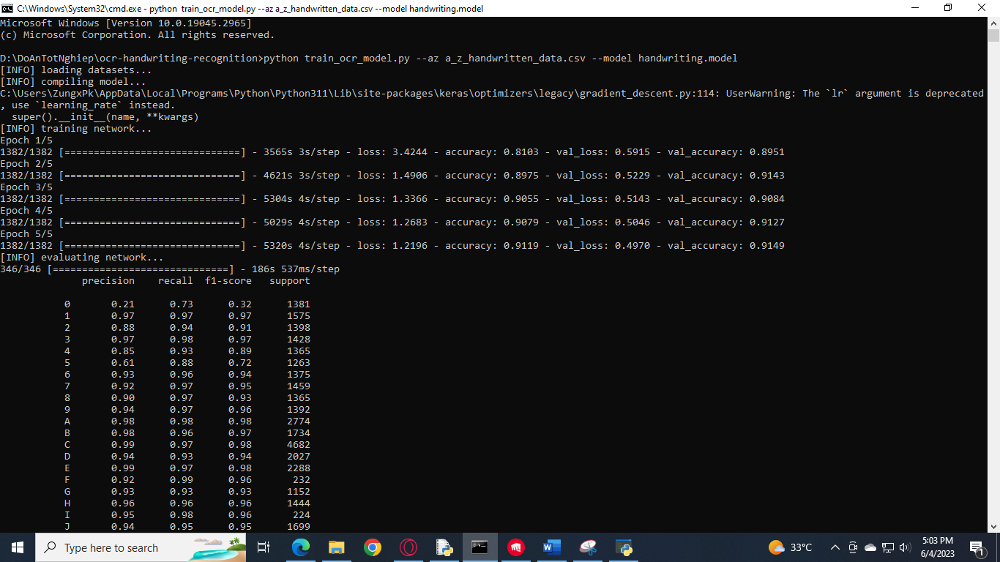 C:\Windows\System32\cmd.exe - python  train_ocr_model.py --az a_z_handwritten_data.csv --model handwriting.model
Microsoft Windows [Version 10.0.19045.2965]
(c) Microsoft Corporation. All rights reserved.
D:\DoAnTotNghiep\ocr-handwriting-recognition>python train_ocr_model.py --az a_z_handwritten_data.csv --model handwriting.model
[INFO] loading datasets...
[INFO] compiling model...
C:\Users\ZungxPk\AppData\Local\Programs\Python\Python311\Lib\site-packages\keras\optimizers\legacy\gradient_descent.py:114: UserWarning: The `lr` argument is deprecated
, use `learning_rate` instead.
  super().__init__(name, **kwargs)
[INFO] training network...
Epoch 1/5
1382/1382 [==============================] - 3565s 3s/step - loss: 3.4244 - accuracy: 0.8103 - val_loss: 0.5915 - val_accuracy: 0.8951
Epoch 2/5
1382/1382 [==============================] - 4621s 3s/step - loss: 1.4906 - accuracy: 0.8975 - val_loss: 0.5229 - val_accuracy: 0.9143
Epoch 3/5
1382/1382 [==============================] - 5304s 4s/step - loss: 1.3366 - accuracy: 0.9055 - val_loss: 0.5143 - val_accuracy: 0.9084
Epoch 4/5
1382/1382 [==============================] - 5029s 4s/step - loss: 1.2683 - accuracy: 0.9079 - val_loss: 0.5046 - val_accuracy: 0.9127
Epoch 5/5
1382/1382 [==============================] - 5320s 4s/step - loss: 1.2196 - accuracy: 0.9119 - val_loss: 0.4970 - val_accuracy: 0.9149
[INFO] evaluating network...
346/346 [==============================] - 186s 537ms/step
              precision    recall  f1-score   support
           0       0.21      0.73      0.32      1381
           1       0.97      0.97      0.97      1575
           2       0.88      0.94      0.91      1398
           3       0.97      0.98      0.97      1428
           4       0.85      0.93      0.89      1365
           5       0.61      0.88      0.72      1263
           6       0.93      0.96      0.94      1375
           7       0.92      0.97      0.95      1459
           8       0.90      0.97      0.93      1365
           9       0.94      0.97      0.96      1392
           A       0.98      0.98      0.98      2774
           B       0.98      0.96      0.97      1734
           C       0.99      0.97      0.98      4682
           D       0.94      0.93      0.94      2027
           E       0.99      0.97      0.98      2288
           F       0.92      0.99      0.96       232
           G       0.93      0.93      0.93      1152
           H       0.96      0.96      0.96      1444
           I       0.95      0.98      0.96       224
           J       0.94      0.95      0.95      1699
Type here to search
33°C
5:03 PM
6/4/2023
1